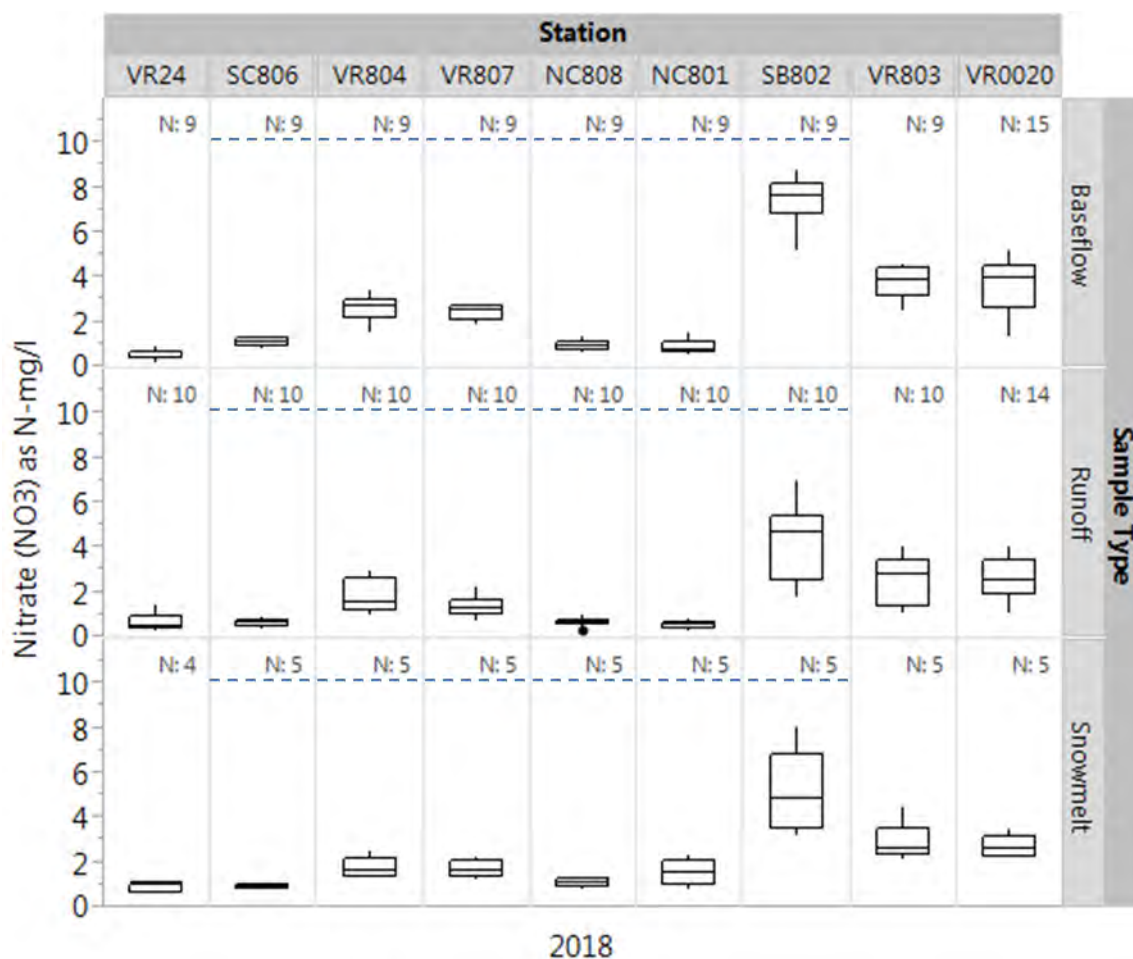 Station
VR24 SC806 VR804 VR807 NC808 NC801 SB802 VR803 VR0020
N: 9 N: 9 N: 9 N: 9 N: 9 N: 9 N: 9 N: 9 N: 15
10
8
6
4
2
0
Baseflow
N: 10 N: 10 N: 10 N: 10 N: 10 N: 10 N: 10 N: 10 N: 14
10
8
6
4
2
0
Runoff
N: 4 N: 5 N: 5 N: 5 N: 5 N: 5 N: 5 N: 5 N: 5
10
8
6
4
2
0
Snowmelt
Nitrate (NO3) as N-mg/l
Sample Type
2018